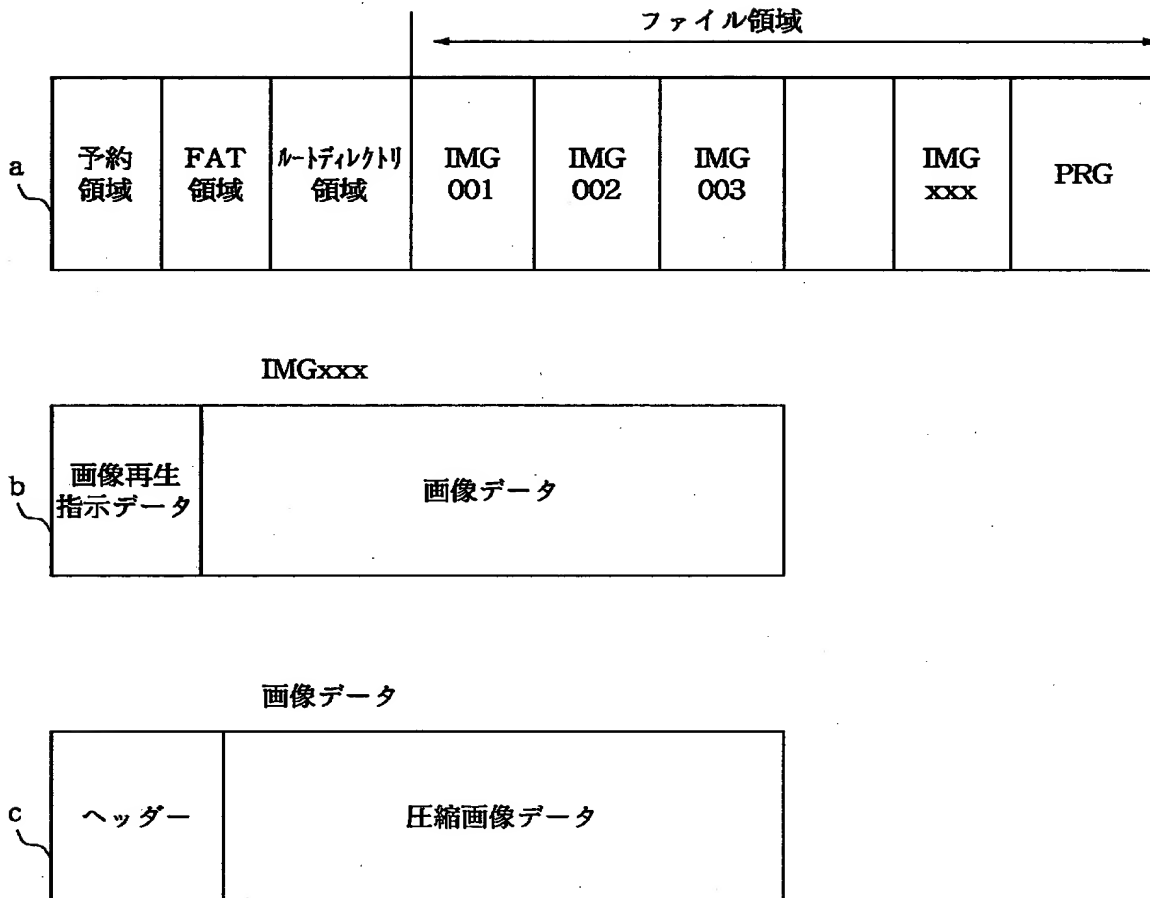 ファイル領域
a
予約
領域
FAT
領域
ルートディレクトリ
領域
IMG
001
IMG
002
IMG
003
IMG
xxx
PRG
IMGxxx
b
画像再生
指示データ
画像データ
画像データ
c
ヘッダー
圧縮画像データ